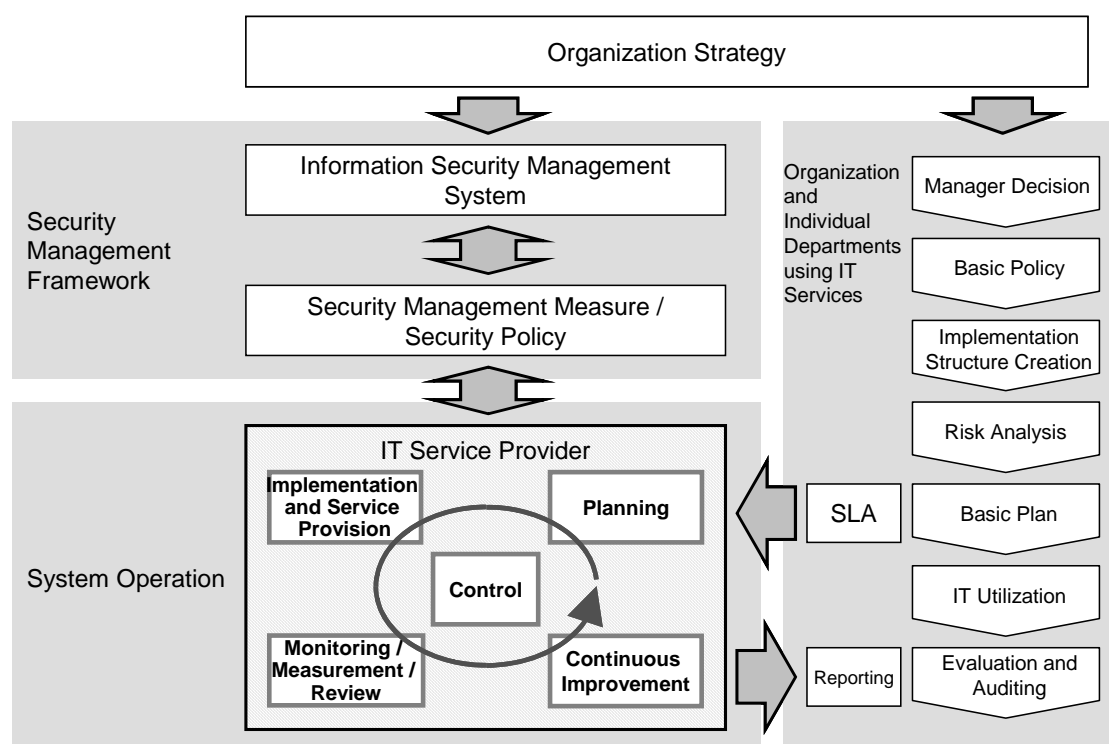 Organization Strategy
Security
Management
Framework
Information Security Management
System
Security Management Measure /
Security Policy
System Operation
IT Service Provider
Implementation
and Service
Provision
Planning
Control
Monitoring /
Measurement /
Review
Continuous
Improvement
Organization
and
Individual
Departments
using IT
Services
Manager Decision
Basic Policy
Implementation
Structure Creation
Risk Analysis
SLA
Basic Plan
IT Utilization
Reporting
Evaluation and
Auditing